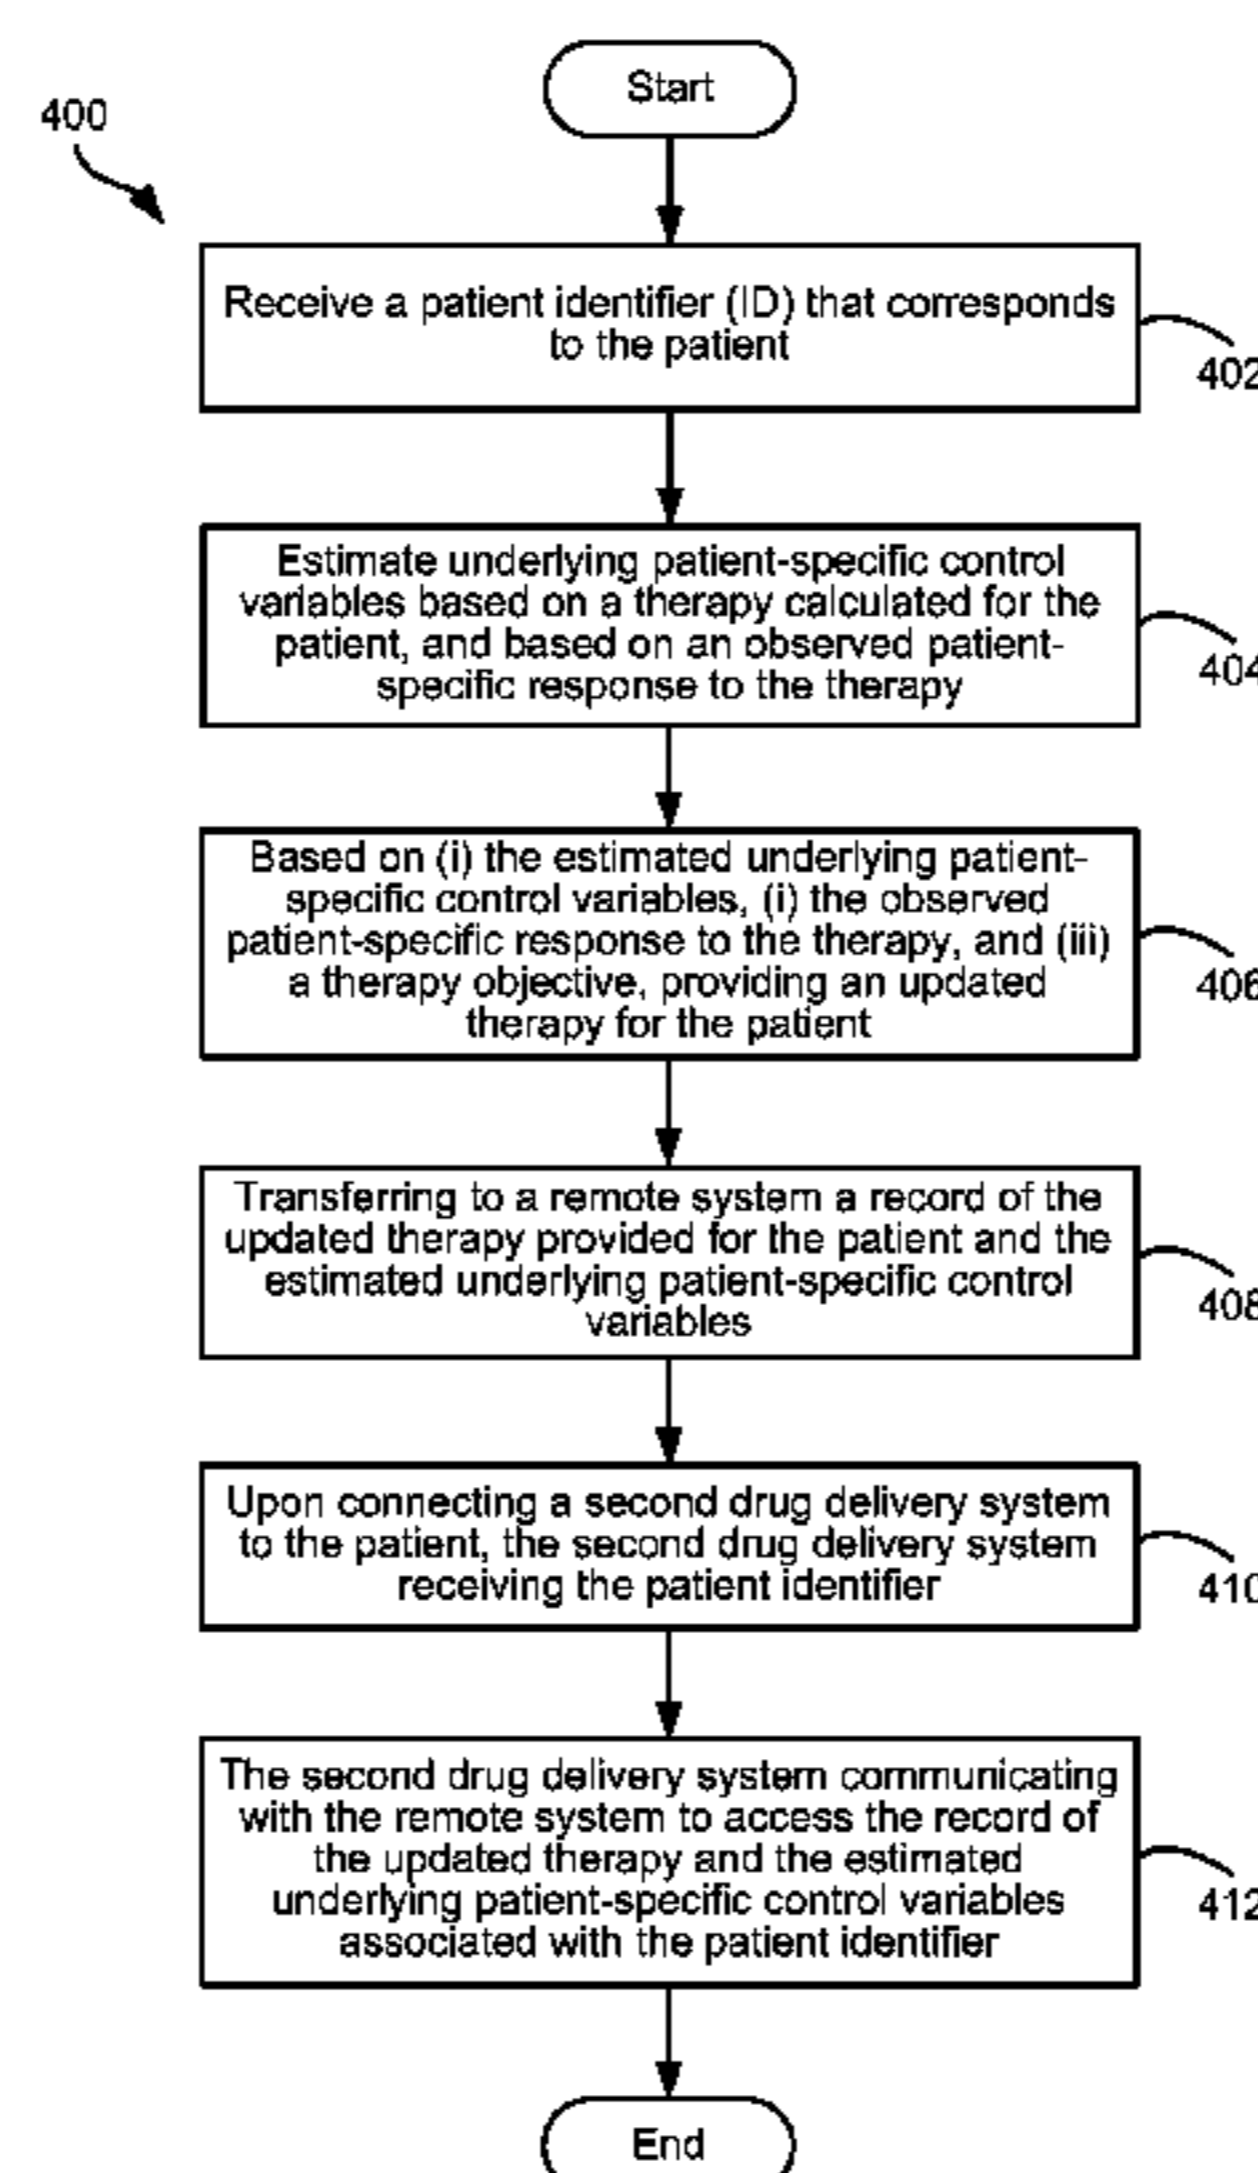 Start
400
Receive a patient identifier (ID) that corresponds
to the patient
402
Estimate underlying patient-specific control
variables based on a therapy calculated for the
patient, and based on an observed patient-
specific response to the therapy
404
Based on (i) the estimated underlying patient-
specific control variables, (i) the observed
patient-specific response to the therapy, and (iii)
a therapy objective, providing an updated
therapy for the patient
406
Transferring to a remote system a record of the
updated therapy provided for the patient and the
estimated underlying patient-specific control
variables
408
Upon connecting a second drug delivery system
to the patient, the second drug delivery system
receiving the patient identifier
410
The second drug delivery system communicating
with the remote system to access the record of
the updated therapy and the estimated
underlying patient-specific control variables
associated with the patient identifier
412
End